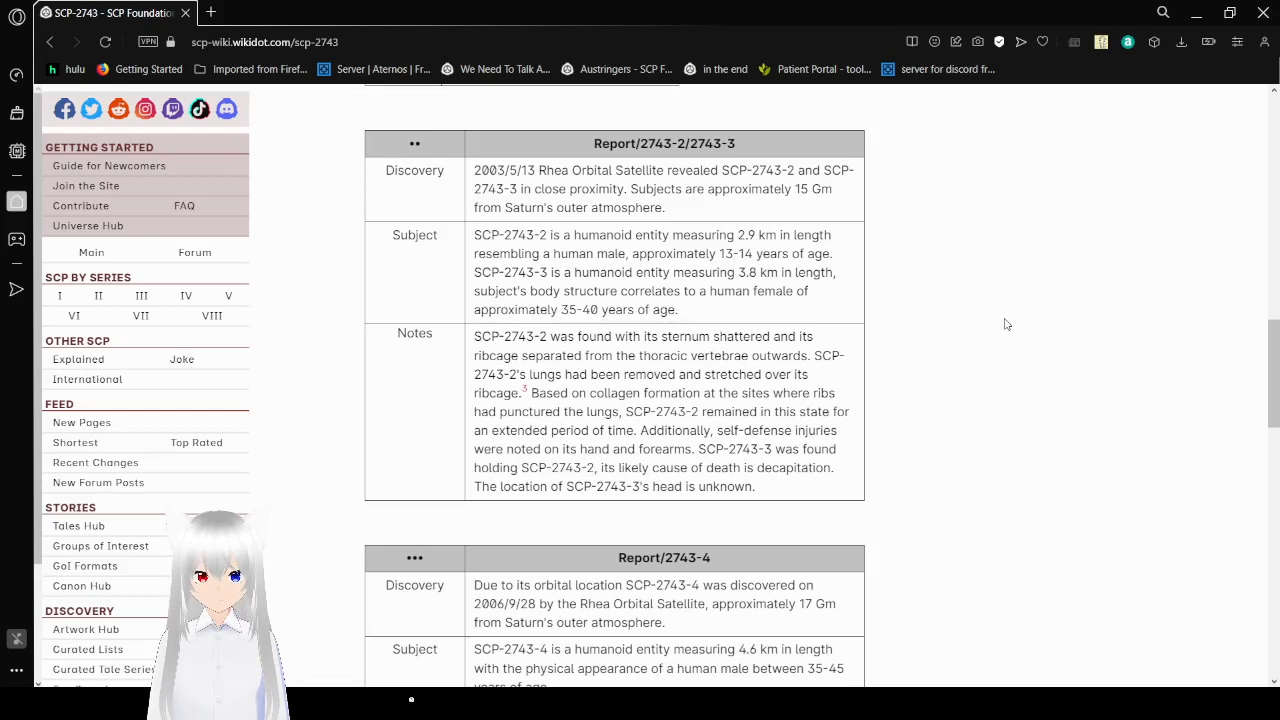 SCP-2743 - SCP Foundatio
scp-wiki.wikidot.com/scp-2743
VPN
hulu
Getting Started
Imported from Firef...
Server | Aternos | Fr...
We Need To Talk A...
Austringers - SCP F...
in the end
Patient Portal - tool...
server for discord fr...
GETTING STARTED
Guide for Newcomers
Join the Site
Contribute FAQ
Universe Hub
Main Forum
SCP BY SERIES
I II III IV V
VI VII VIII
OTHER SCP
Explained Joke
International
FEED
New Pages
Shortest Top Rated
Recent Changes
New Forum Posts
STORIES
Tales Hub
Groups of Interest
GoI Formats
Canon Hub
DISCOVERY
Artwork Hub
Curated Lists
Curated Tale Series
•• Report/2743-2/2743-3
Discovery
2003/5/13 Rhea Orbital Satellite revealed SCP-2743-2 and SCP-
2743-3 in close proximity. Subjects are approximately 15 Gm
from Saturn's outer atmosphere.
Subject
SCP-2743-2 is a humanoid entity measuring 2.9 km in length
resembling a human male, approximately 13-14 years of age.
SCP-2743-3 is a humanoid entity measuring 3.8 km in length,
subject's body structure correlates to a human female of
approximately 35-40 years of age.
Notes
SCP-2743-2 was found with its sternum shattered and its
ribcage separated from the thoracic vertebrae outwards. SCP-
2743-2's lungs had been removed and stretched over its
ribcage.3 Based on collagen formation at the sites where ribs
had punctured the lungs, SCP-2743-2 remained in this state for
an extended period of time. Additionally, self-defense injuries
were noted on its hand and forearms. SCP-2743-3 was found
holding SCP-2743-2, its likely cause of death is decapitation.
The location of SCP-2743-3's head is unknown.
••• Report/2743-4
Discovery
Due to its orbital location SCP-2743-4 was discovered on
2006/9/28 by the Rhea Orbital Satellite, approximately 17 Gm
from Saturn's outer atmosphere.
Subject
SCP-2743-4 is a humanoid entity measuring 4.6 km in length
with the physical appearance of a human male between 35-45
years of age